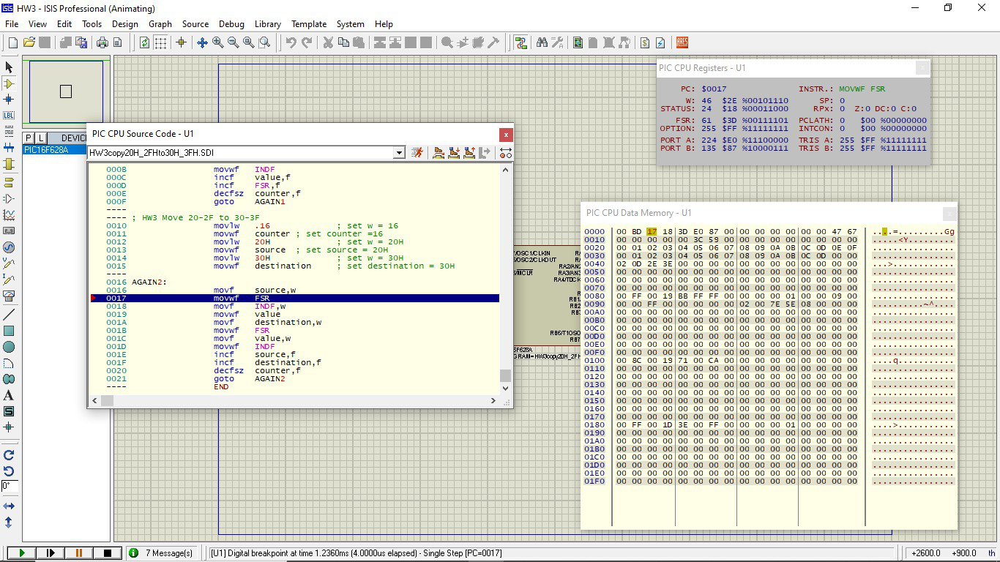 HW3 - ISIS Professional (Animating)
File View Edit Tools Design Graph Source Debug Library Template System Help
P L DEVIC
PIC16F628A
PIC CPU Source Code - U1
HW3copy20H_2FHto30H_3FH.SDI
000B movwf INDF
000C incf value,f
000D incf FSR,f
000E decfsz counter,f
000F goto AGAIN1
---- ; HW3 Move 20-2F to 30-3F
0010 movlw .16 ; set w = 16
0011 movwf counter ; set counter =16
0012 movlw 20H ; set w = 20H
0013 movwf source ; set source = 20H
0014 movlw 30H ; set w = 30H
0015 movwf destination ; set destination = 30H
----
0016 AGAIN2:
0016 movf source,w
0017 movwf FSR
0018 movf INDF,w
0019 movwf value
001A movf destination,w
001B movwf FSR
001C movf value,w
001D movwf INDF
001E incf source,f
001F incf destination,f
0020 decfsz counter,f
0021 goto AGAIN2
---- END
PIC CPU Registers - U1
PC: $0017 INSTR.: MOVWF FSR
W: 46 $2E %00101110 SP: 0
STATUS: 24 $18 %00011000 RPx: 0 Z:0 DC:0 C:0
FSR: 61 $3D %00111101 PCLATH: 0 $00 %00000000
OPTION: 255 $FF %11111111 INTCON: 0 $00 %00000000
PORT A: 224 $E0 %11100000 TRIS A: 255 $FF %11111111
PORT B: 135 $87 %10000111 TRIS B: 255 $FF %11111111
PIC CPU Data Memory - U1
0000 00 BD 17 18 3D E0 87 00 00 00 00 00 00 00 47 67 ....=.........Gg
0010 00 00 00 00 00 3C 59 00 00 00 00 00 00 00 00 00 .....<Y.........
0020 00 01 02 03 04 05 06 07 08 09 0A 0B 0C 0D 0E 0F ................
0030 00 01 02 03 04 05 06 07 08 09 0A 0B 0C 0D 00 00 ................
0040 02 0D 2E 3E 00 00 00 00 00 00 00 00 00 00 00 00 ...>............
0050 00 00 00 00 00 00 00 00 00 00 00 00 00 00 00 00 ................
0060 00 00 00 00 00 00 00 00 00 00 00 00 00 00 00 00 ................
0070 00 00 00 00 00 00 00 00 00 00 00 00 00 00 00 00 ................
0080 00 FF 00 19 BB FF FF 00 00 00 00 01 00 00 09 00 ................
0090 00 00 FF 00 00 00 00 00 02 00 7E 5E 08 00 00 00 ..........~^....
00A0 00 00 00 00 00 00 00 00 00 00 00 00 00 00 00 00 ................
00B0 00 00 00 00 00 00 00 00 00 00 00 00 00 00 00 00 ................
00C0 00 00 00 00 00 00 00 00 00 00 00 00 00 00 00 00 ................
00D0 00 00 00 00 00 00 00 00 00 00 00 00 00 00 00 00 ................
00E0 00 00 00 00 00 00 00 00 00 00 00 00 00 00 00 00 ................
00F0 00 00 00 00 00 00 00 00 00 00 00 00 00 00 00 00 ................
0100 00 8C 00 19 71 00 CA 00 00 00 00 00 00 00 00 00 ....q...........
0110 00 00 00 00 00 00 00 00 00 00 00 00 00 00 00 00 ................
0120 00 00 00 00 00 00 00 00 00 00 00 00 00 00 00 00 ................
0130 00 00 00 00 00 00 00 00 00 00 00 00 00 00 00 00 ................
0140 00 00 00 00 00 00 00 00 00 00 00 00 00 00 00 00 ................
0150 00 00 00 00 00 00 00 00 00 00 00 00 00 00 00 00 ................
0160 00 00 00 00 00 00 00 00 00 00 00 00 00 00 00 00 ................
0170 00 00 00 00 00 00 00 00 00 00 00 00 00 00 00 00 ................
0180 00 FF 00 1D 3E 00 FF 00 00 00 00 01 00 00 00 00 ....>...........
0190 00 00 00 00 00 00 00 00 00 00 00 00 00 00 00 00 ................
01A0 00 00 00 00 00 00 00 00 00 00 00 00 00 00 00 00 ................
01B0 00 00 00 00 00 00 00 00 00 00 00 00 00 00 00 00 ................
01C0 00 00 00 00 00 00 00 00 00 00 00 00 00 00 00 00 ................
01D0 00 00 00 00 00 00 00 00 00 00 00 00 00 00 00 00 ................
01E0 00 00 00 00 00 00 00 00 00 00 00 00 00 00 00 00 ................
01F0 00 00 00 00 00 00 00 00 00 00 00 00 00 00 00 00 ................
/OSC1/CLKIN
/OSC2/CLKOUT
/MCLR
RA2/AN2
RA3/AN3
RA4/T0CK
RB6/T1OSO
RB7
6F628A
GRAM=HW3copy20H_2FH
0°
7 Message(s)
[U1] Digital breakpoint at time 1.2360ms (4.0000us elapsed) - Single Step [PC=0017]
+2600.0 +900.0 th